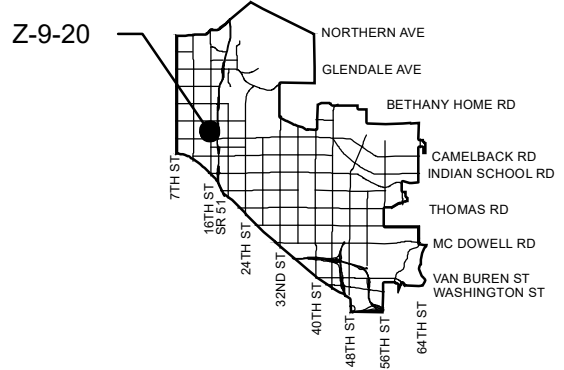 Z-9-20
NORTHERN AVE
GLENDALE AVE
BETHANY HOME RD
CAMELBACK RD
INDIAN SCHOOL RD
THOMAS RD
MC DOWELL RD
VAN BUREN ST
WASHINGTON ST
7TH ST
16TH ST
SR 51
24TH ST
32ND ST
40TH ST
48TH ST
56TH ST
64TH ST